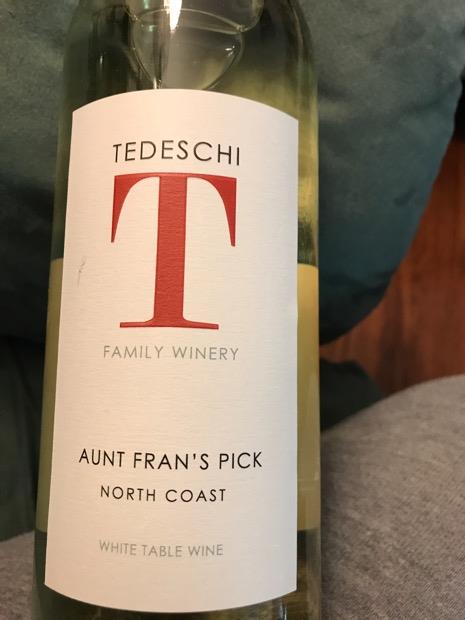 TEDESCHI
T
FAMILY WINERY
AUNT FRAN'S PICK
NORTH COAST
WHITE TABLE WINE